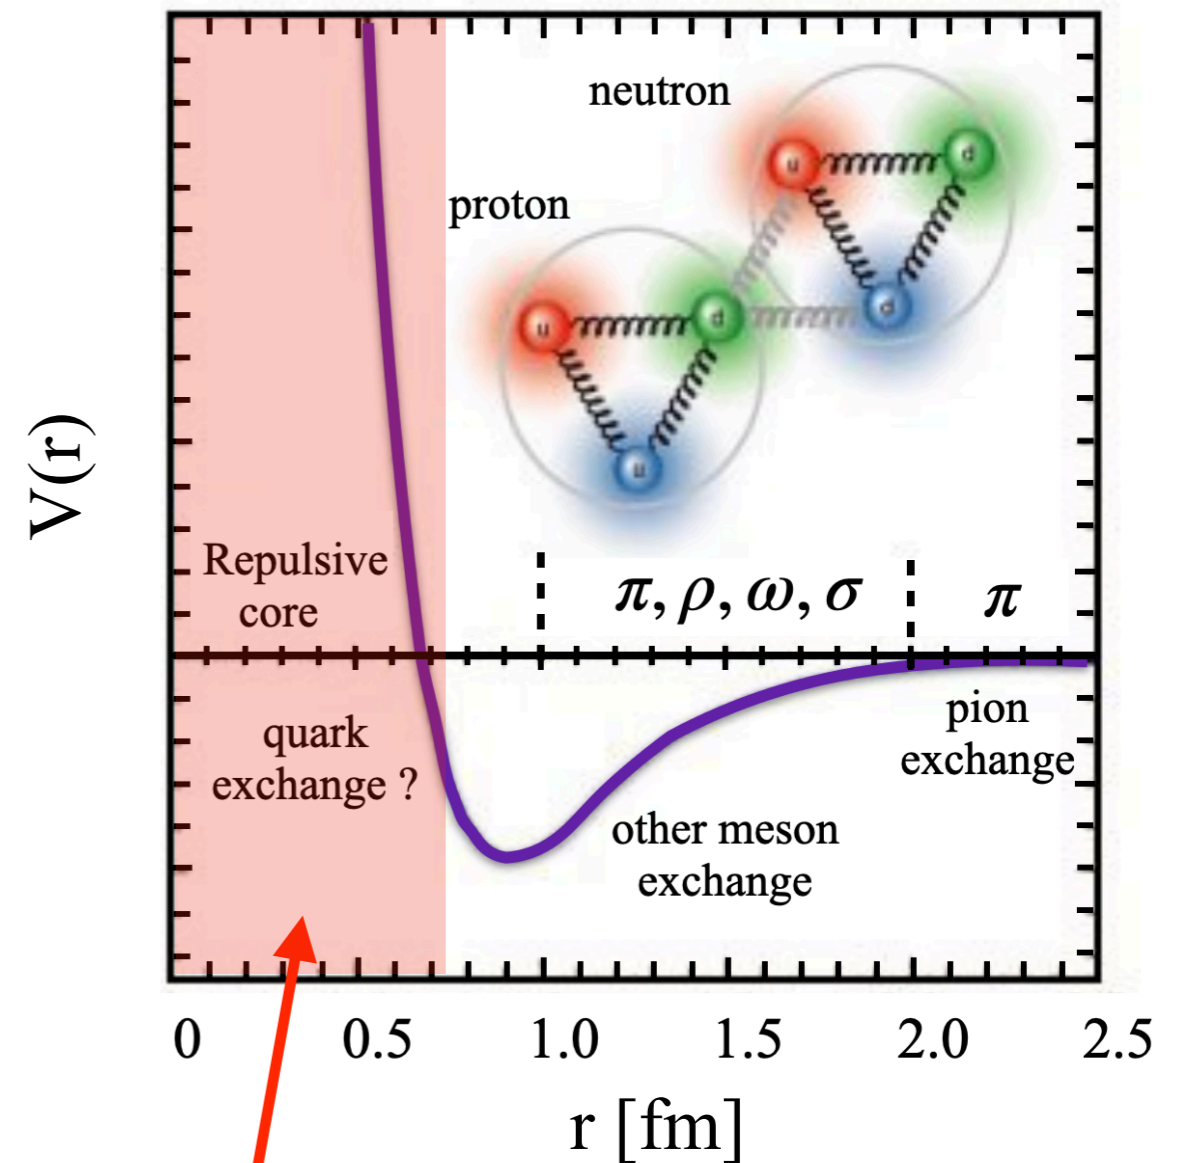 neutron
u
d
proton
u
d
d
u
Repulsive
core
π, ρ, ω, σ
π
V(r)
quark
exchange ?
pion
exchange
other meson
exchange
0 0.5 1.0 1.5 2.0 2.5
r [fm]